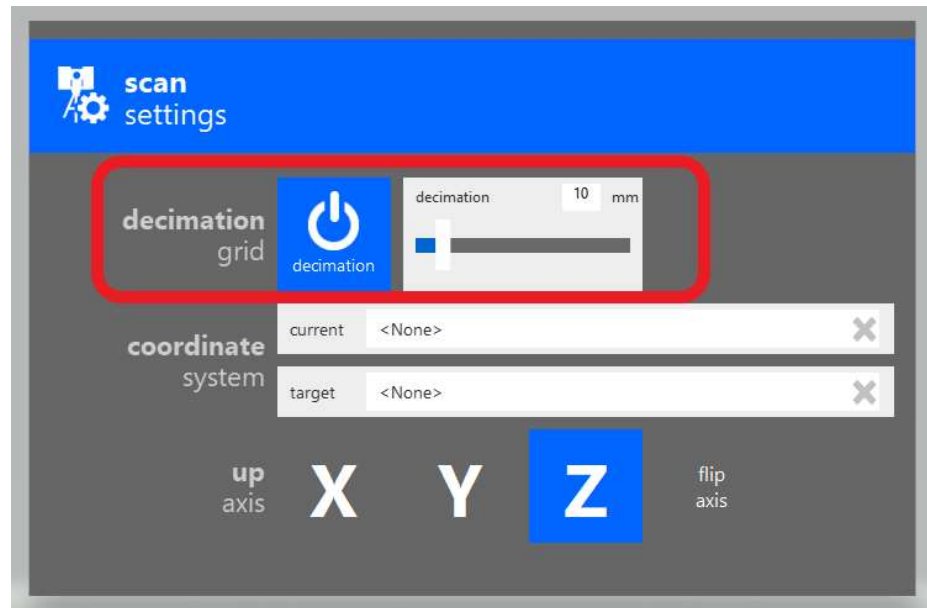 scan
settings
decimation
grid
decimation
decimation 10 mm
coordinate
system
current <None>
target <None>
up
axis
X Y Z
flip
axis